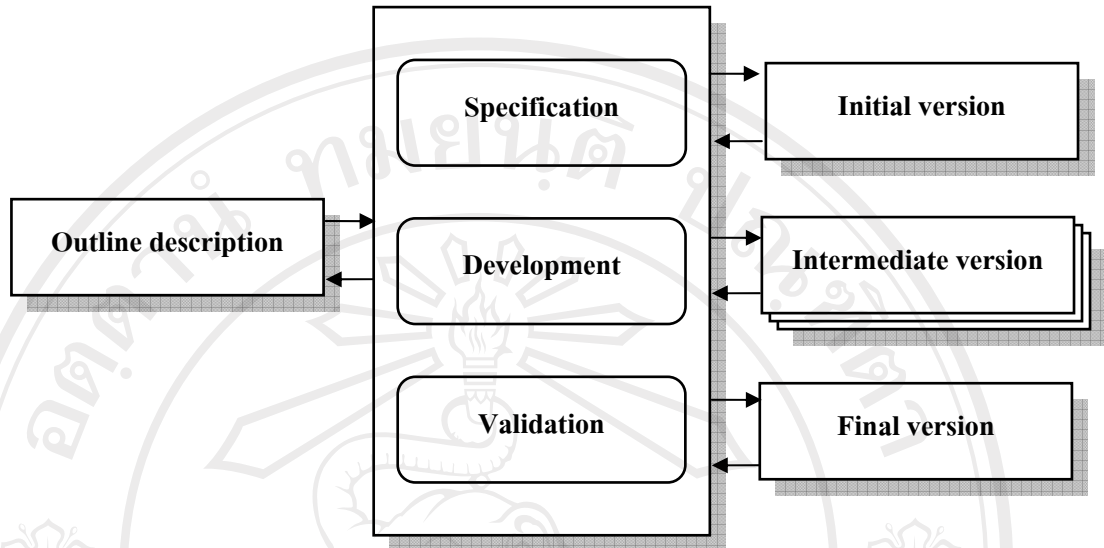 Specification
Initial version
Outline description
Development
Intermediate version
Validation
Final version